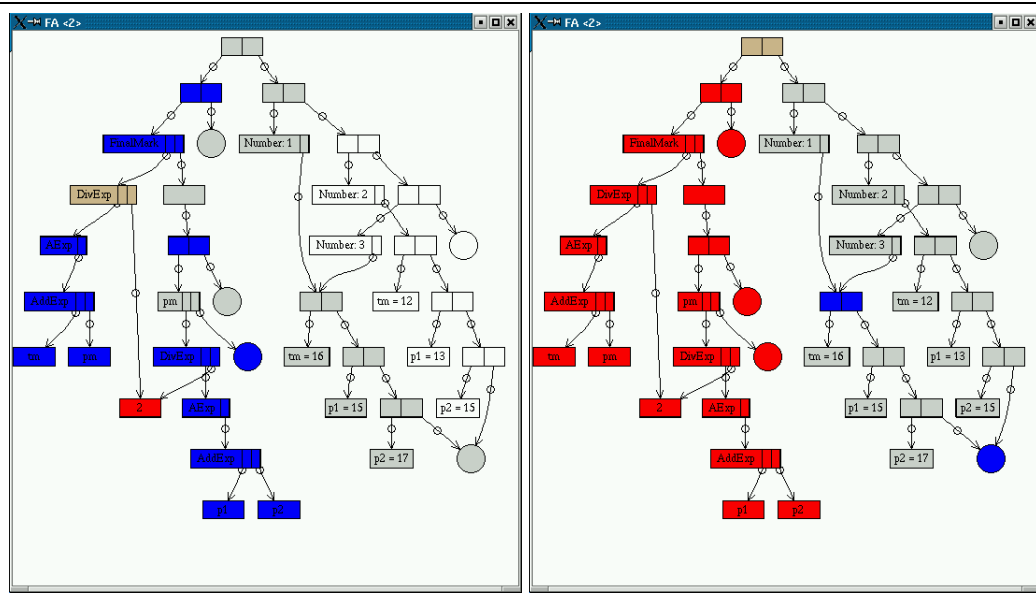 FA <2>
FinalMark
Number: 1
DivExp
Number: 2
AExp
Number: 3
AddExp
pm
tm = 12
tm
pm
DivExp
tm = 16
p1 = 13
2
AExp
p1 = 15
p2 = 15
AddExp
p2 = 17
p1
p2
FA <2>
FinalMark
Number: 1
DivExp
Number: 2
AExp
Number: 3
AddExp
pm
tm = 12
tm
pm
DivExp
tm = 16
p1 = 13
2
AExp
p1 = 15
p2 = 15
AddExp
p2 = 17
p1
p2